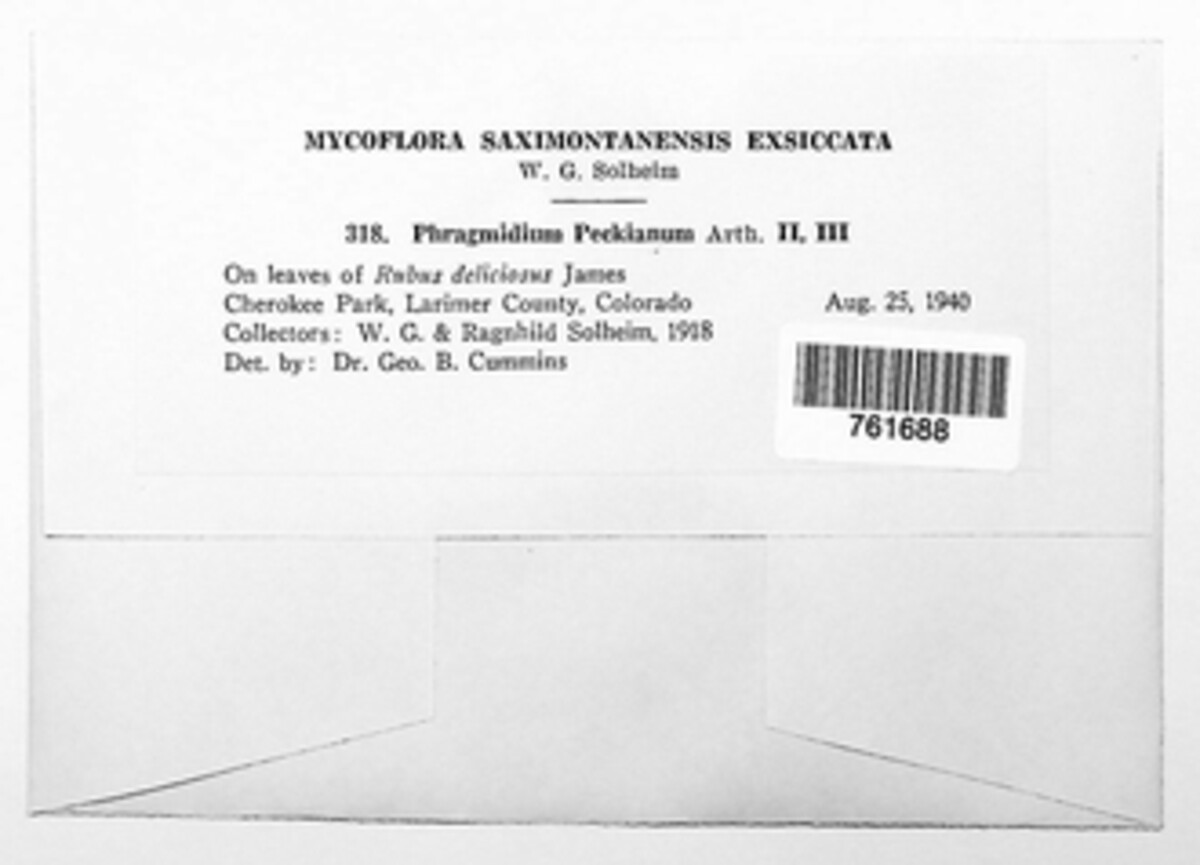 MYCOFLORA SAXIMONTANENSIS EXSICCATA
W. G. Solheim
318. Phragmidium Peckianum Arth. II, III
On leaves of Rubus deliciosus James
Cherokee Park, Larimer County, Colorado Aug. 25, 1940
Collectors: W. G. & Ragnhild Solheim, 1918
Det. by: Dr. Geo. B. Cummins
761688